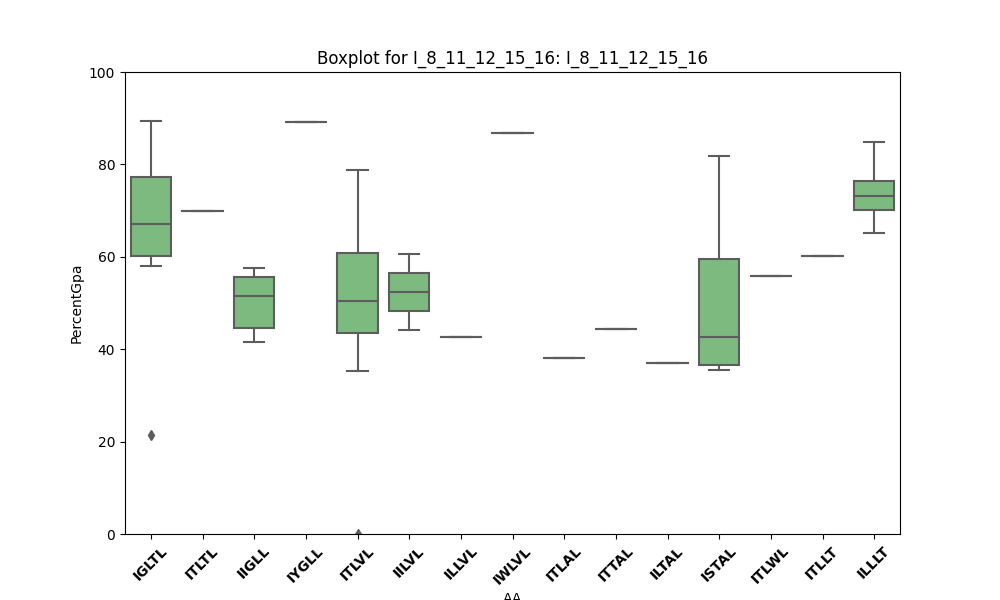 Boxplot for I_8_11_12_15_16: I_8_11_12_15_16
100
80
60
40
20
0
PercentGpa
IGLTL
ITLTL
IIGLL
IYGLL
ITLVL
IILVL
ILLVL
IWLVL
ITLAL
ITTAL
ILTAL
ISTAL
ITLWL
ITLLT
ILLLT
AA